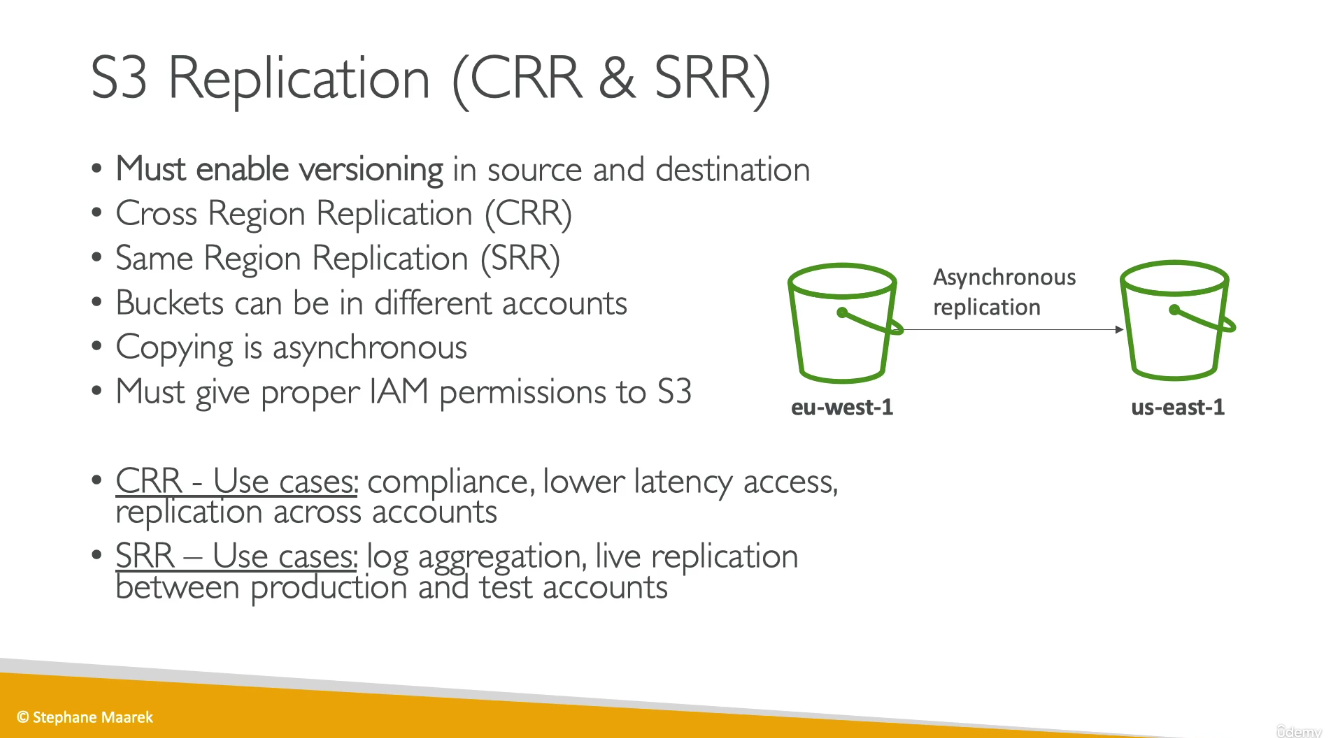 S3 Replication (CRR & SRR)
• Must enable versioning in source and destination
• Cross Region Replication (CRR)
• Same Region Replication (SRR)
• Buckets can be in different accounts
• Copying is asynchronous
• Must give proper IAM permissions to S3
• CRR - Use cases: compliance, lower latency access,
replication across accounts
• SRR – Use cases: log aggregation, live replication
between production and test accounts
Asynchronous
replication
eu-west-1
us-east-1
© Stephane Maarek
ûdemy